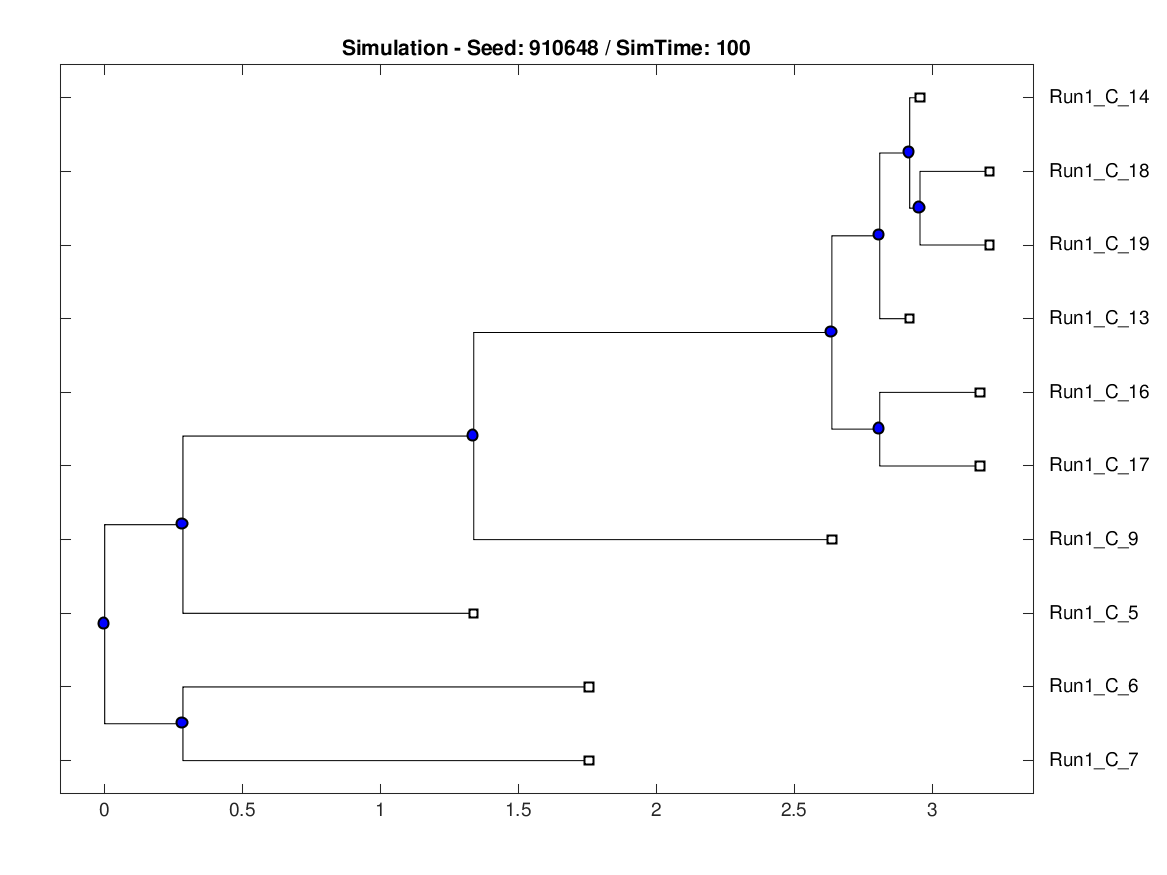 Simulation - Seed: 910648 / SimTime: 100
Run1_C_14
Run1_C_18
Run1_C_19
Run1_C_13
Run1_C_16
Run1_C_17
Run1_C_9
Run1_C_5
Run1_C_6
Run1_C_7
0 0.5 1 1.5 2 2.5 3